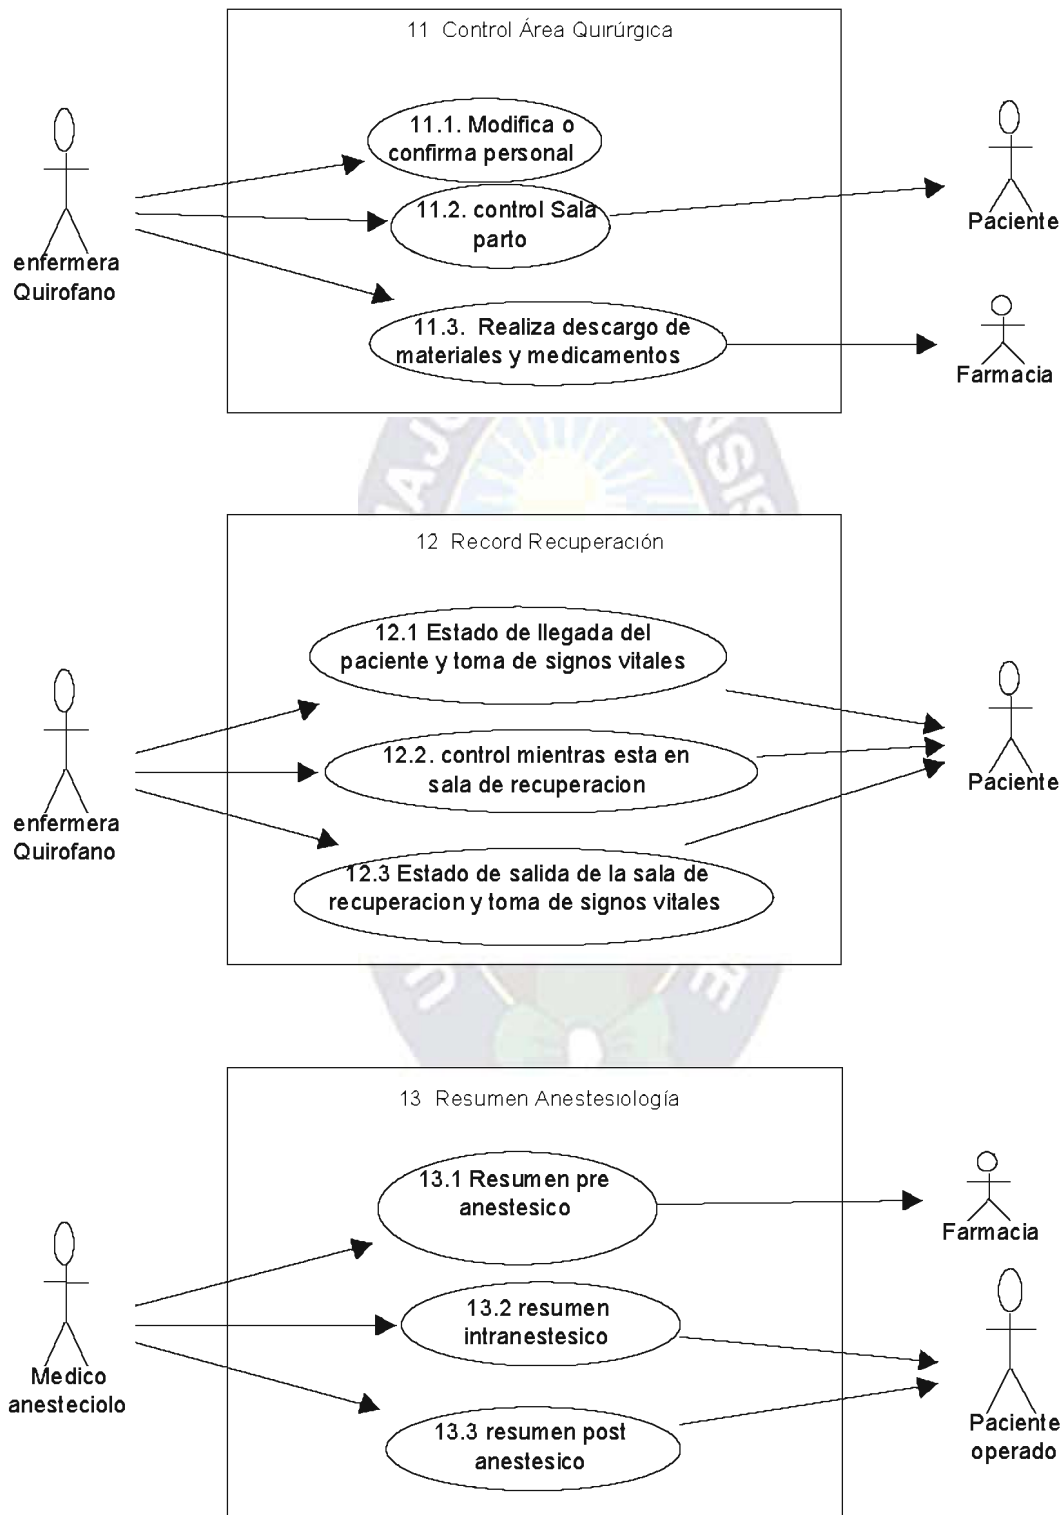 11 Control Área Quirúrgica
11.1. Modifica o
confirma personal
11.2. control Sala
parto
11.3. Realiza descargo de
materiales y medicamentos
enfermera
Quirofano
Paciente
Farmacia
12 Record Recuperación
12.1 Estado de llegada del
paciente y toma de signos vitales
12.2. control mientras esta en
sala de recuperacion
12.3 Estado de salida de la sala de
recuperacion y toma de signos vitales
enfermera
Quirofano
Paciente
13 Resumen Anestesiología
13.1 Resumen pre
anestesico
13.2 resumen
intranestesico
13.3 resumen post
anestesico
Medico
anesteciolo
Farmacia
Paciente
operado